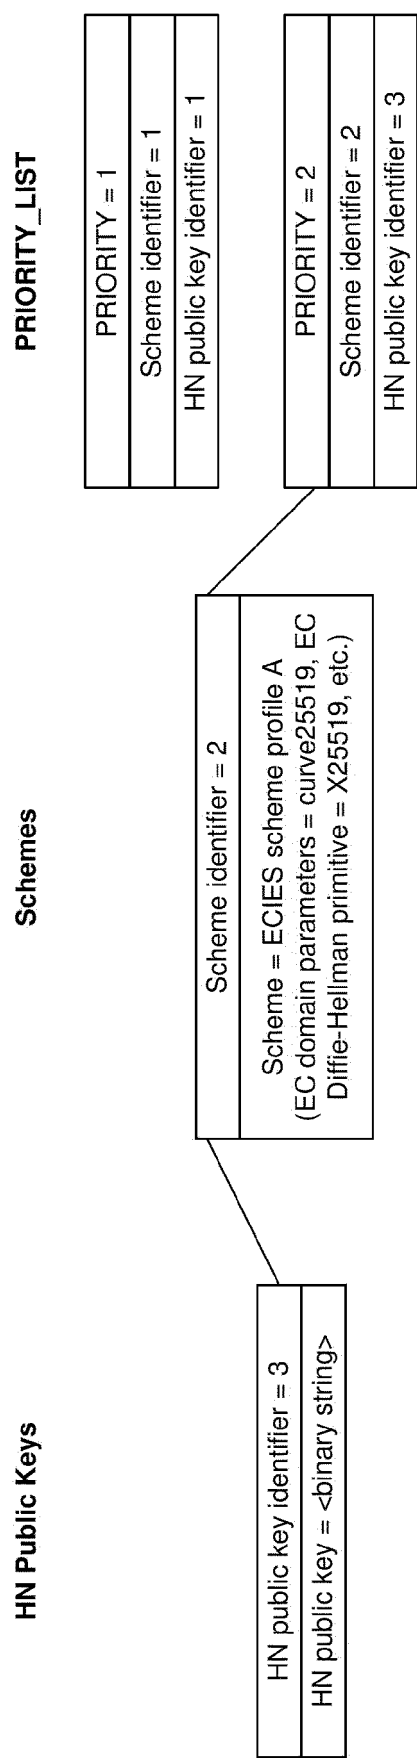 HN Public Keys
HN public key identifier = 3
HN public key = <binary string>
Schemes
Scheme identifier = 2
Scheme = ECIES scheme profile A
(EC domain parameters = curve25519, EC
Diffie-Hellman primitive = X25519, etc.)
PRIORITY_LIST
PRIORITY = 1
Scheme identifier = 1
HN public key identifier = 1
PRIORITY = 2
Scheme identifier = 2
HN public key identifier = 3